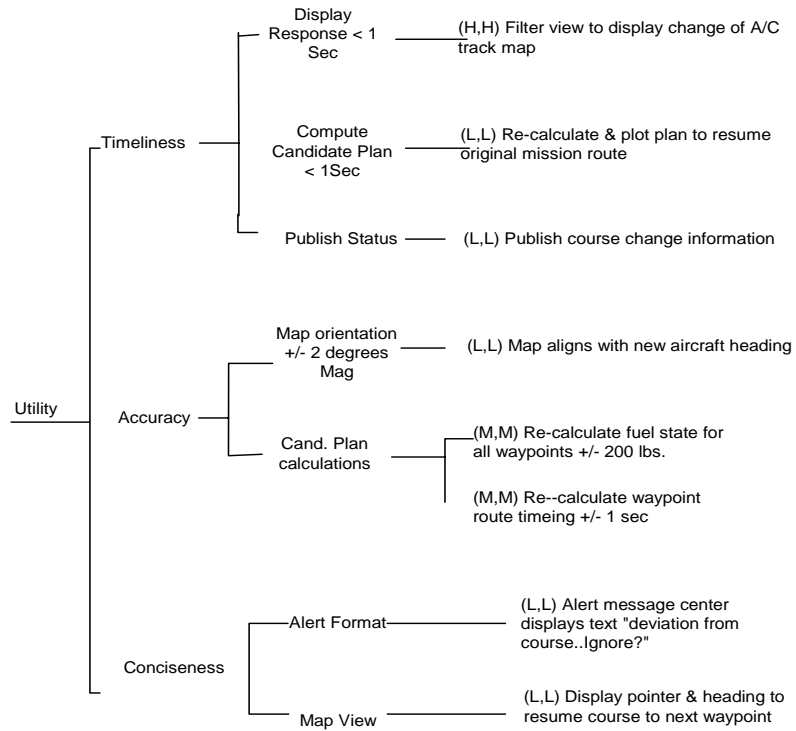 Display
Response < 1
Sec
(H,H) Filter view to display change of A/C
track map
Timeliness
Compute
Candidate Plan
< 1Sec
(L,L) Re-calculate & plot plan to resume
original mission route
Publish Status
(L,L) Publish course change information
Map orientation
+/- 2 degrees
Mag
(L,L) Map aligns with new aircraft heading
Utility
Accuracy
Cand. Plan
calculations
(M,M) Re-calculate fuel state for
all waypoints +/- 200 lbs.
(M,M) Re--calculate waypoint
route timeing +/- 1 sec
Conciseness
Alert Format
(L,L) Alert message center
displays text "deviation from
course..Ignore?"
Map View
(L,L) Display pointer & heading to
resume course to next waypoint